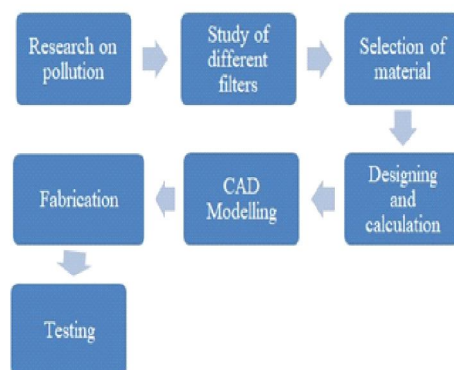 Research on
pollution
Study of
different
filters
Selection of
material
Designing
and
calculation
CAD
Modelling
Fabrication
Testing